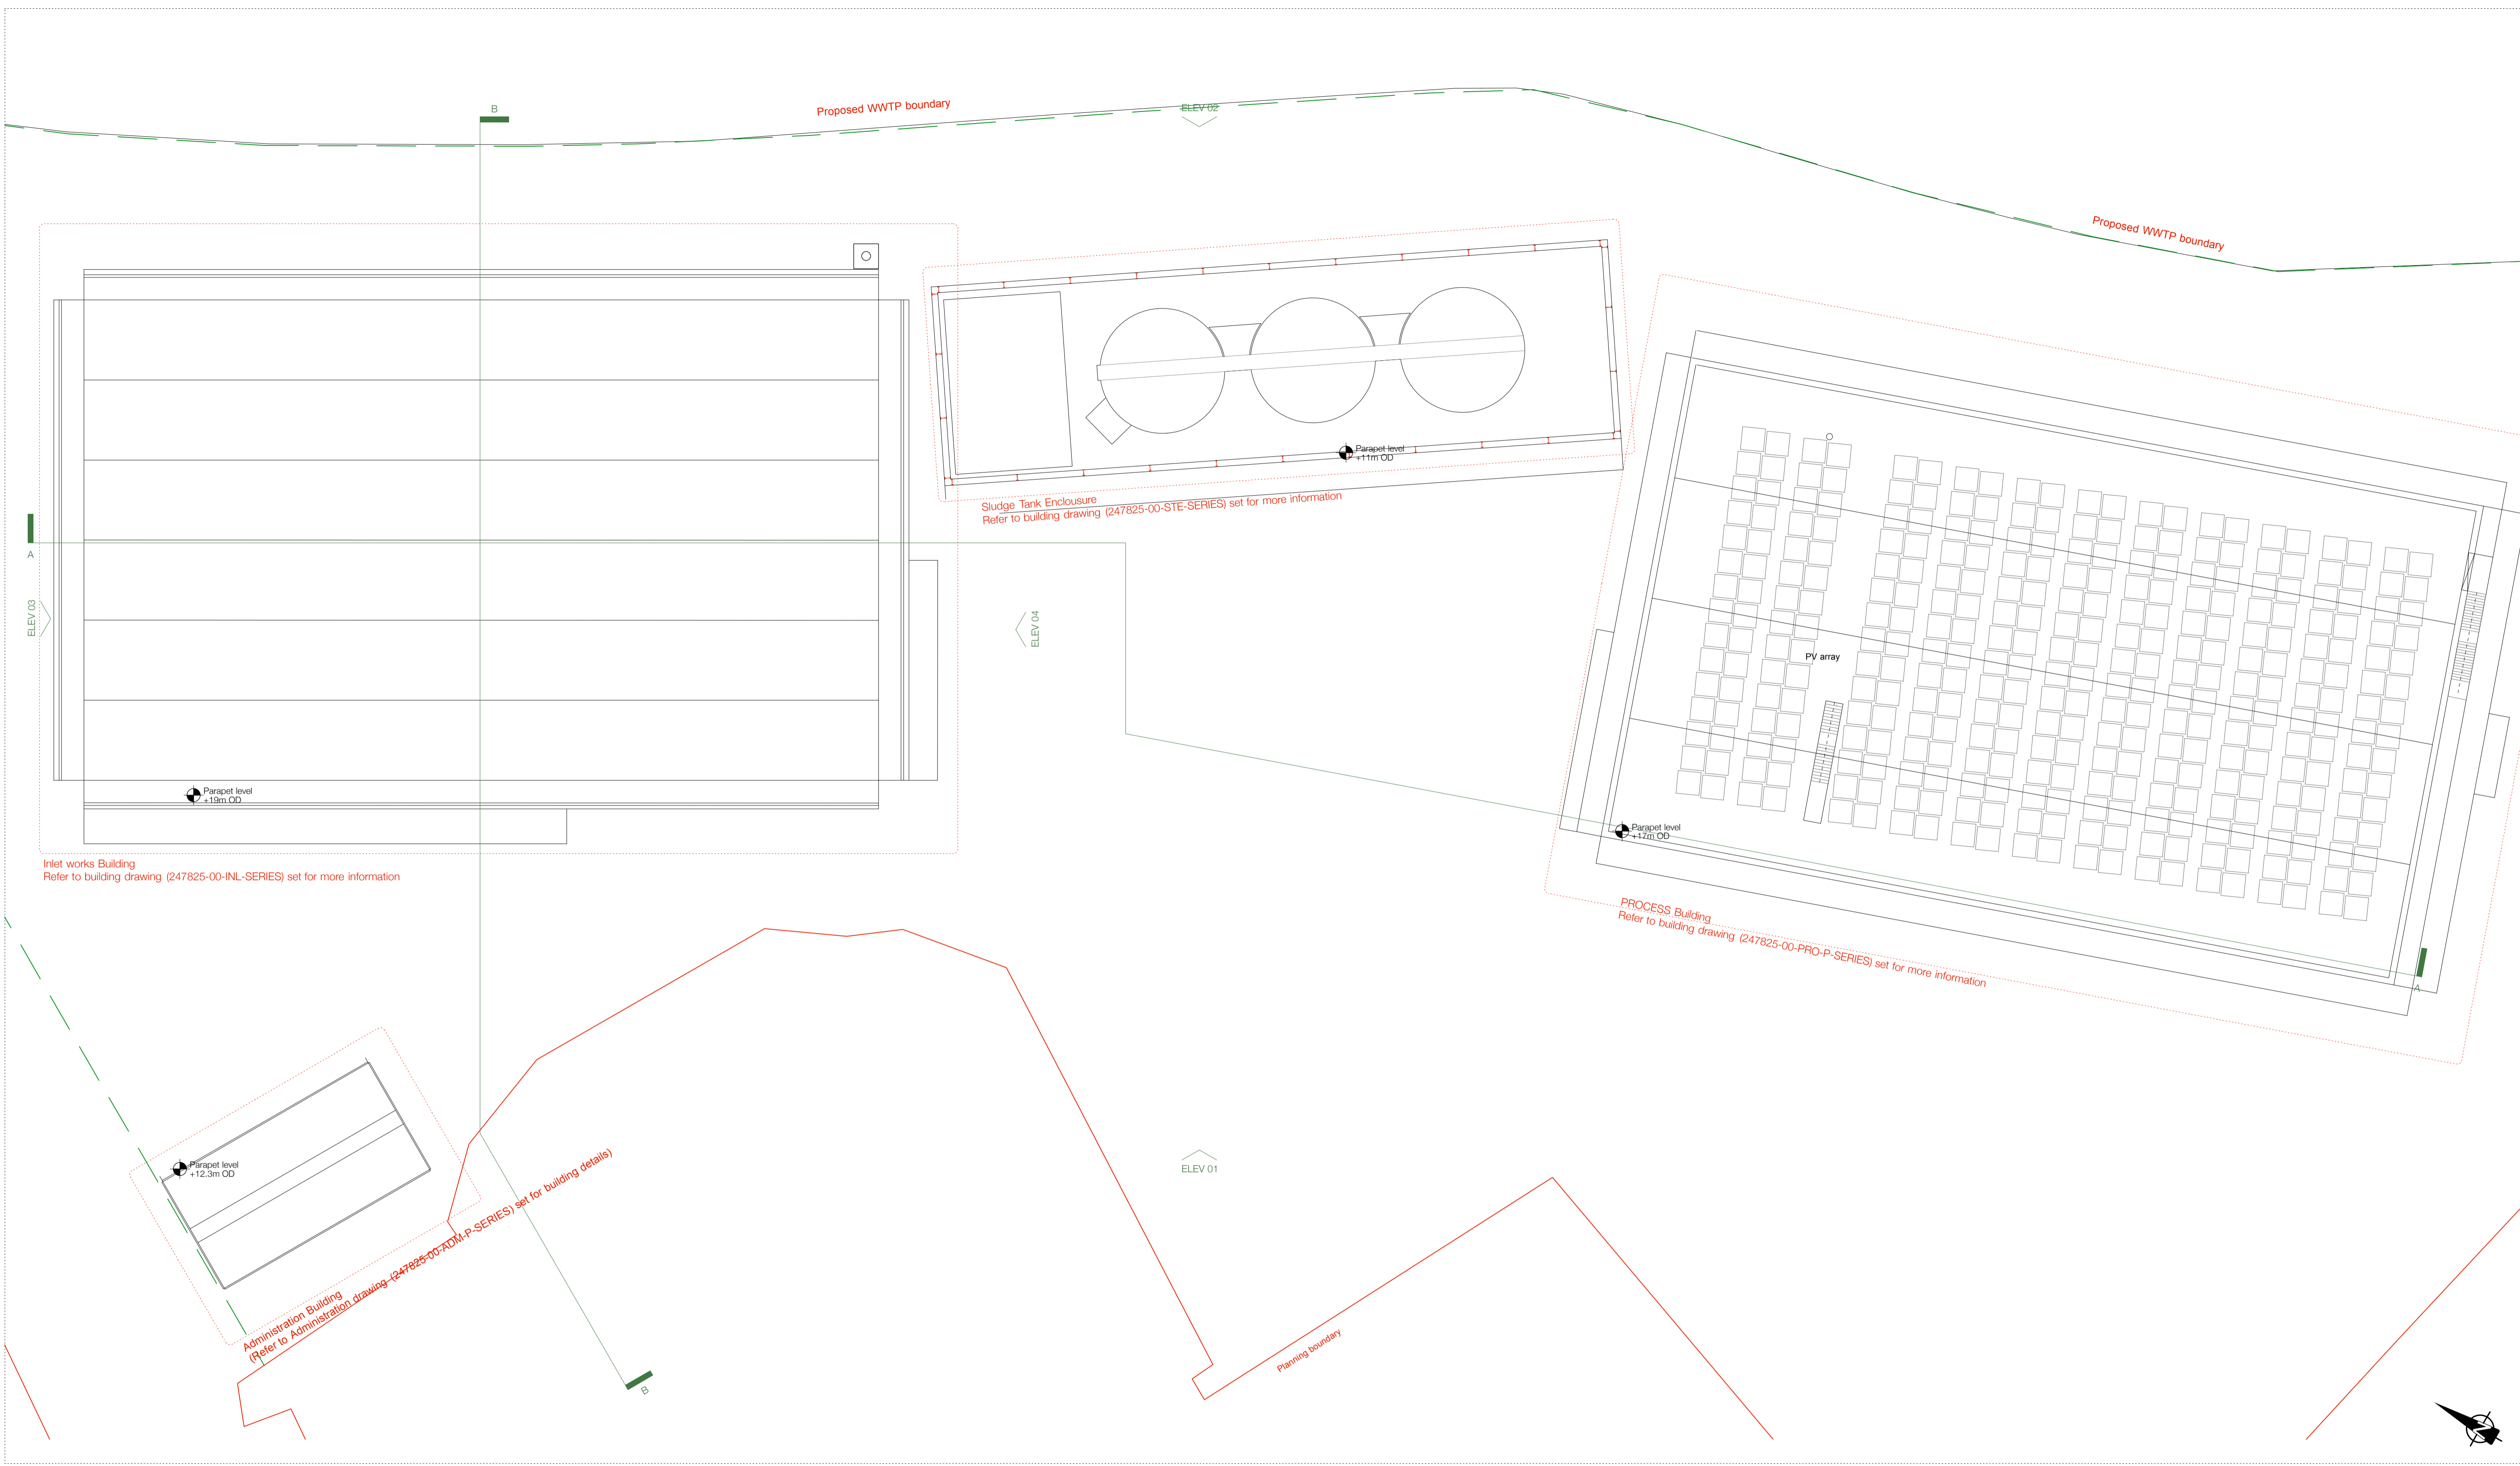 B
Proposed WWTP boundary
ELEV 02
Proposed WWTP boundary
Parapet level
+11m OD
Sludge Tank Enclousure
Refer to building drawing (247825-00-STE-SERIES) set for more information
A
ELEV 03
ELEV 04
PV array
Parapet level
+19m OD
Parapet level
+17m OD
Inlet works Building
Refer to building drawing (247825-00-INL-SERIES) set for more information
PROCESS Building
Refer to building drawing (247825-00-PRO-P-SERIES) set for more information
A
Parapet level
+12.3m OD
ELEV 01
Administration Building
(Refer to Administration drawing (247825-00-ADM-P-SERIES) set for building details)
Planning boundary
B